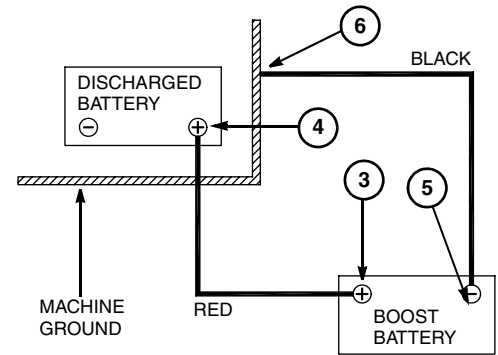 6
BLACK
DISCHARGED
BATTERY
4
3
5
MACHINE
GROUND
RED
BOOST
BATTERY